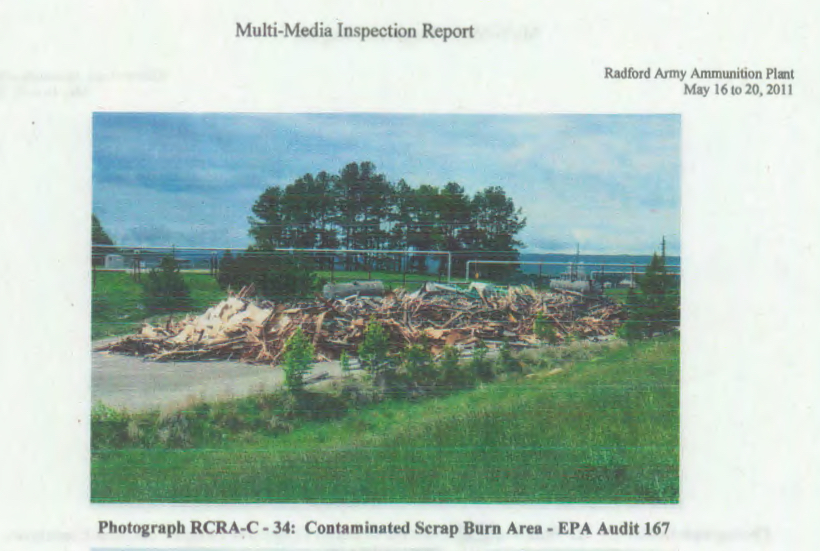 Multi-Media Inspection Report
Radford Army Ammunition Plant
May 16 to 20, 2011
Photograph RCRA-C - 34: Contaminated Scrap Burn Area - EPA Audit 167